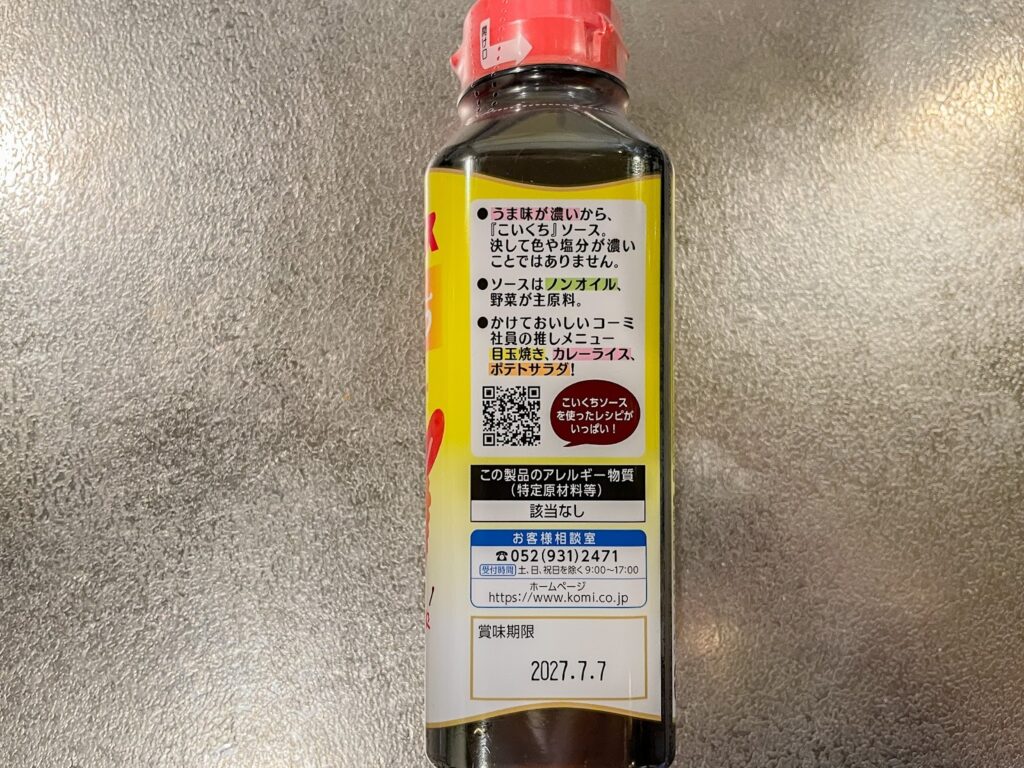 開け口
●うま味が濃いから、
『こいくち』ソース。
決して色や塩分が濃い
ことではありません。
●ソースはノンオイル、
野菜が主原料。
●かけておいしいコーミ
社員の推しメニュー
目玉焼き、カレーライス、
ポテトサラダ!
こいくちソース
を使ったレシピが
いっぱい!
この製品のアレルギー物質
(特定原材料等)
該当なし
お客様相談室
☎052(931)2471
受付時間 土、日、祝日を除く9:00〜17:00
ホームページ
https://www.komi.co.jp
賞味期限
2027.7.7